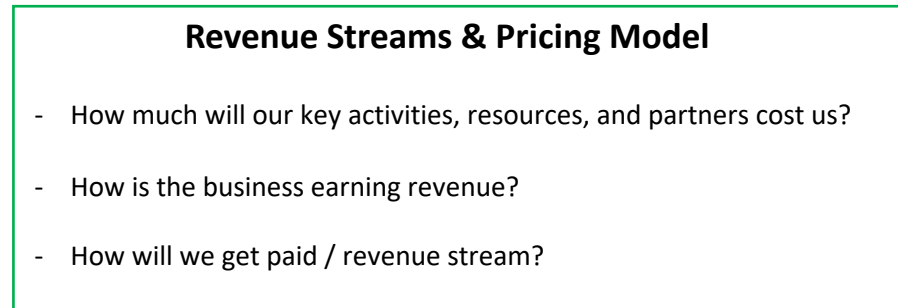 Revenue Streams & Pricing Model
- How much will our key activities, resources, and partners cost us?
- How is the business earning revenue?
- How will we get paid / revenue stream?